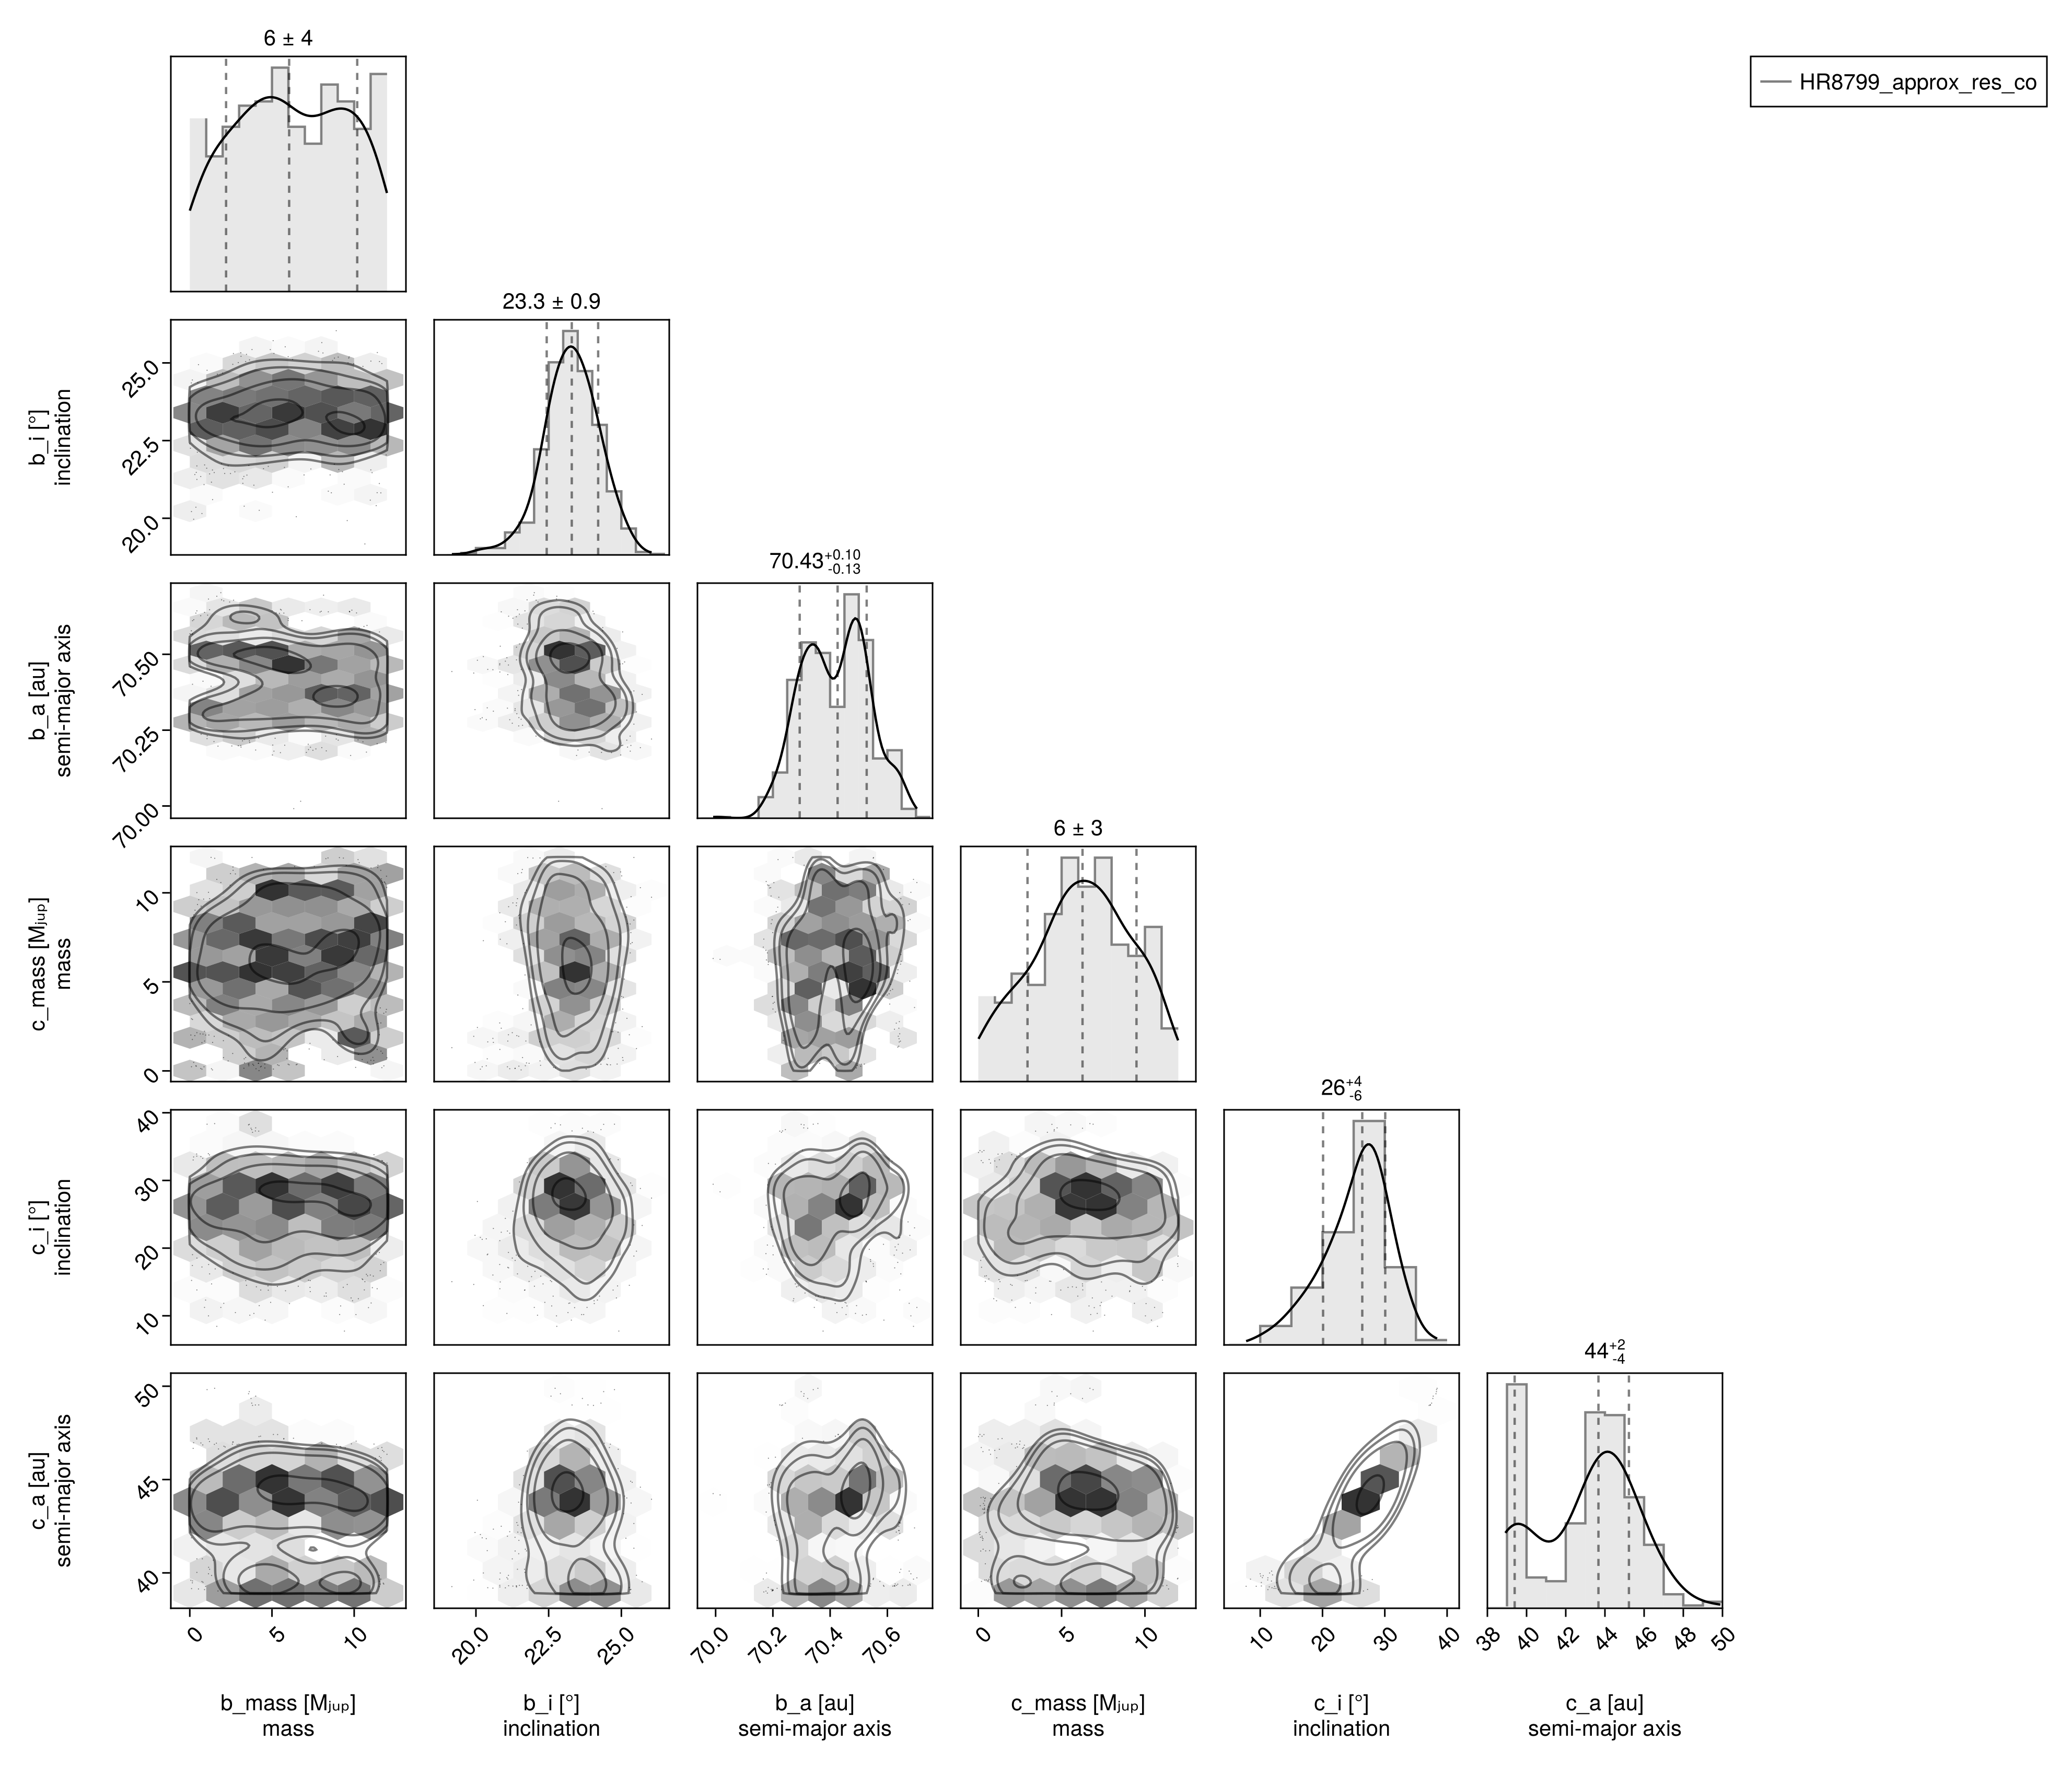 6 ± 4
HR8799_approx_res_co
23.3 ± 0.9
b_i [°]
inclination
25.0
22.5
20.0
70.43+0.10
-0.13
b_a [au]
semi-major axis
70.50
70.25
70.00
6 ± 3
c_mass [Mⱼᵤₚ]
mass
10
5
0
26+4
-6
c_i [°]
inclination
40
30
20
10
44+2
-4
c_a [au]
semi-major axis
50
45
40
0 5 10
20.0 22.5 25.0
70.0 70.2 70.4 70.6
0 5 10
10 20 30 40
38 40 42 44 46 48 50
b_mass [Mⱼᵤₚ]
mass
b_i [°]
inclination
b_a [au]
semi-major axis
c_mass [Mⱼᵤₚ]
mass
c_i [°]
inclination
c_a [au]
semi-major axis